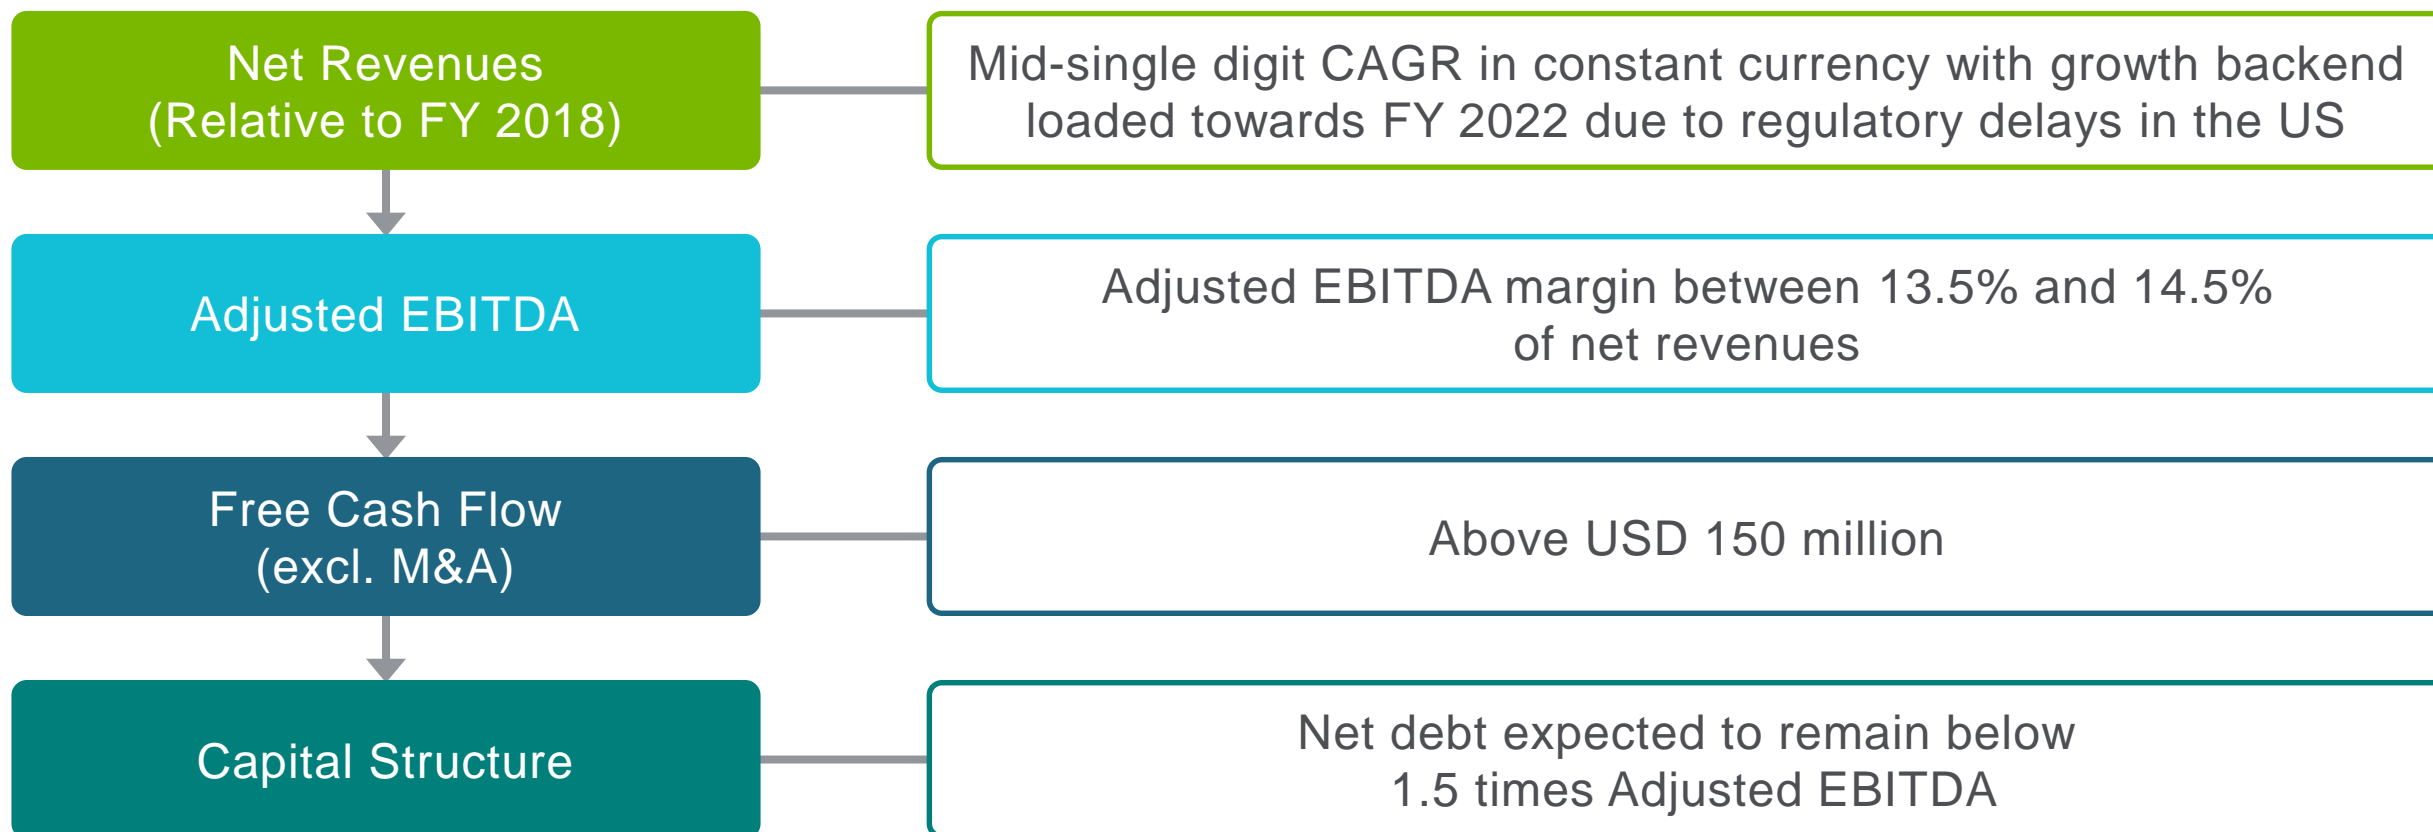 Net Revenues
(Relative to FY 2018)
Mid-single digit CAGR in constant currency with growth backend
loaded towards FY 2022 due to regulatory delays in the US
Adjusted EBITDA
Adjusted EBITDA margin between 13.5% and 14.5%
of net revenues
Free Cash Flow
(excl. M&A)
Above USD 150 million
Capital Structure
Net debt expected to remain below
1.5 times Adjusted EBITDA